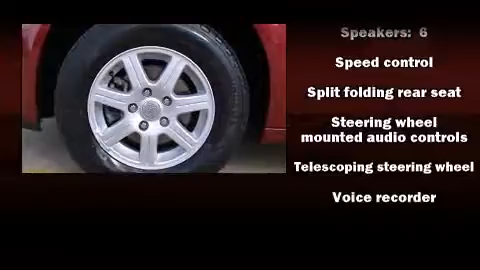 Speakers: 6
Speed control
Split folding rear seat
Steering wheel
mounted audio controls
Telescoping steering wheel
Voice recorder